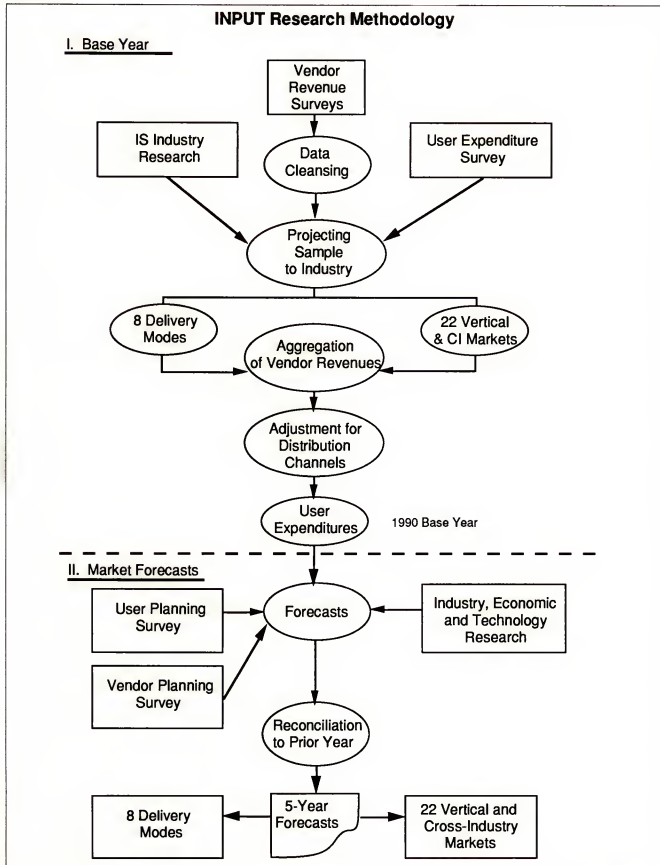 INPUT Research Methodology
I. Base Year
Vendor
Revenue
Surveys
IS Industry
Research
Data
Cleansing
User Expenditure
Survey
Projecting
Sample
to Industry
8 Delivery
Modes
22 Vertical
& CI Markets
Aggregation
of Vendor Revenues
Adjustment for
Distribution
Channels
User
Expenditures
1990 Base Year
II. Market Forecasts
User Planning
Survey
Forecasts
Industry, Economic
and Technology
Research
Vendor Planning
Survey
Reconciliation
to Prior Year
8 Delivery
Modes
5-Year
Forecasts
22 Vertical and
Cross-Industry
Markets